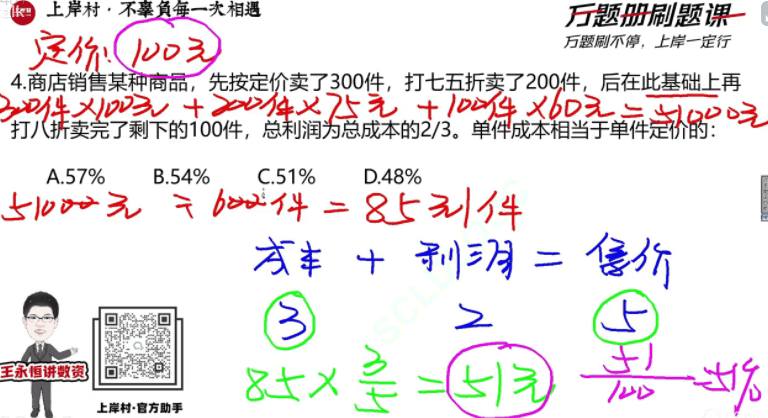 上岸村·不辜負每一次相遇
万题册刷题课
万题刷不停，上岸一定行
定价: 100元
4.商店销售某种商品，先按定价卖了300件，打七五折卖了200件，后在此基础上再
300件×100元 + 200件×75元 + 100件×60元 = 51000元
打八折卖完了剩下的100件，总利润为总成本的2/3。单件成本相当于单件定价的：
A.57% B.54% C.51% D.48%
51000元 ÷ 600件 = 85元/件
成本 + 利润 = 售价
3 2 5
85 × 3/5 = 51元 51/100 = 51%
王永恒讲数资
上岸村·官方助手